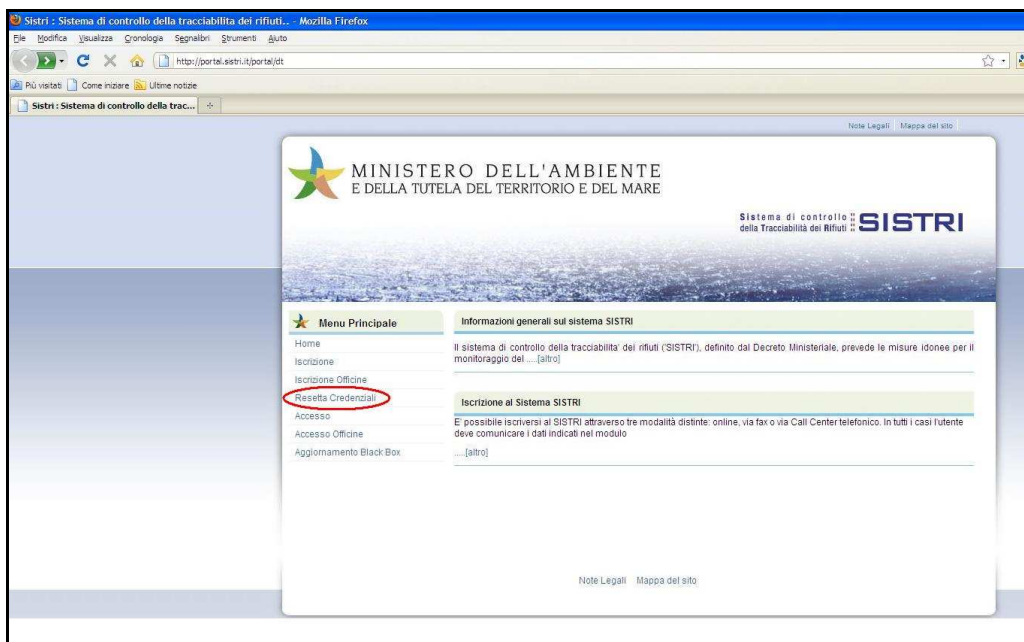 Sistri : Sistema di controllo della tracciabilita dei rifiuti.. - Mozilla Firefox
File Modifica Visualizza Cronologia Segnalibri Strumenti Aiuto
http://portal.sistri.it/portal/dt
Più visitati Come iniziare Ultime notizie
Sistri : Sistema di controllo della trac...
Note Legali Mappa del sito
MINISTERO DELL'AMBIENTE
E DELLA TUTELA DEL TERRITORIO E DEL MARE
Sistema di controllo
della Tracciabilità dei Rifiuti
SISTRI
Menu Principale
Home
Iscrizione
Iscrizione Officine
Resetta Credenziali
Accesso
Accesso Officine
Aggiornamento Black Box
Informazioni generali sul sistema SISTRI
Il sistema di controllo della tracciabilita' dei rifiuti ('SISTRI'), definito dal Decreto Ministeriale, prevede le misure idonee per il
monitoraggio del .....[altro]
Iscrizione al Sistema SISTRI
E' possibile iscriversi al SISTRI attraverso tre modalità distinte: online, via fax o via Call Center telefonico. In tutti i casi l'utente
deve comunicare i dati indicati nel modulo
.....[altro]
Note Legali Mappa del sito